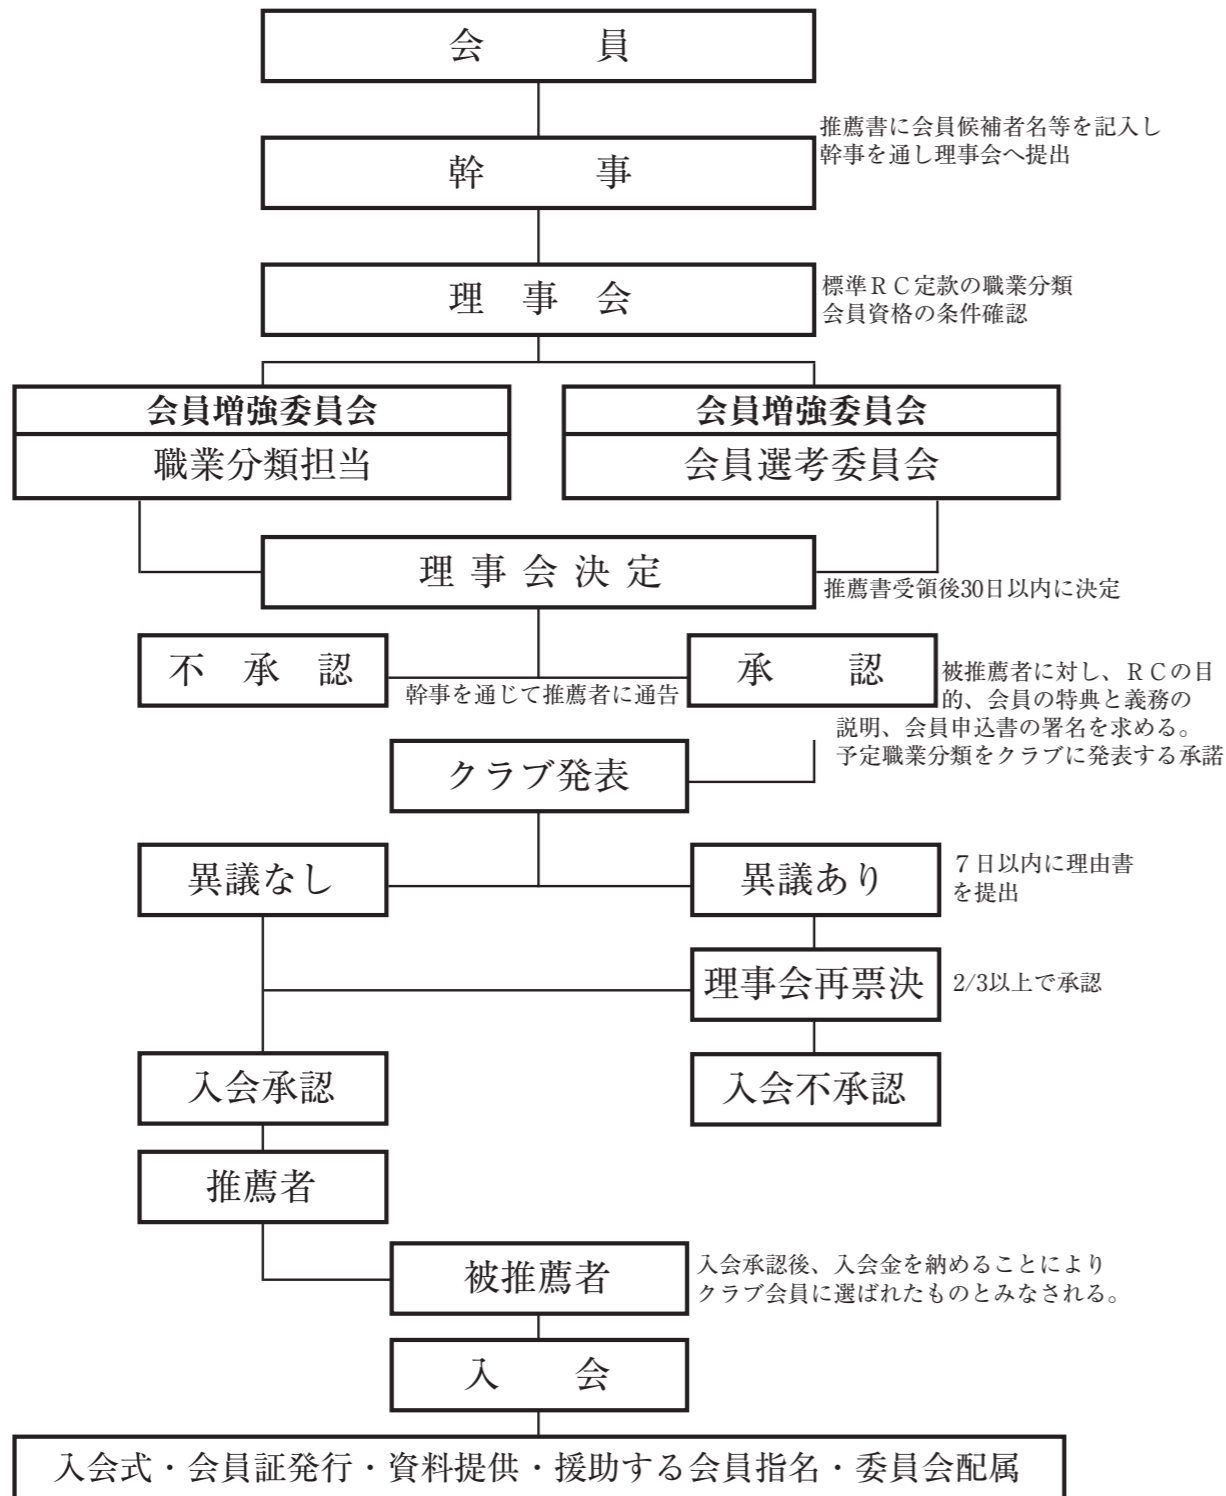 会員
推薦書に会員候補者名等を記入し
幹事を通し理事会へ提出
幹事
理事会
標準RC定款の職業分類
会員資格の条件確認
会員増強委員会
職業分類担当
会員増強委員会
会員選考委員会
理事会決定
推薦書受領後30日以内に決定
不承認
幹事を通じて推薦者に通告
承認
被推薦者に対し、RCの目
的、会員の特典と義務の
説明、会員申込書の署名を求める。
予定職業分類をクラブに発表する承諾
クラブ発表
異議なし
異議あり
7日以内に理由書
を提出
理事会再票決
2/3以上で承認
入会承認
入会不承認
推薦者
被推薦者
入会承認後、入会金を納めることにより
クラブ会員に選ばれたものとみなされる。
入会
入会式・会員証発行・資料提供・援助する会員指名・委員会配属